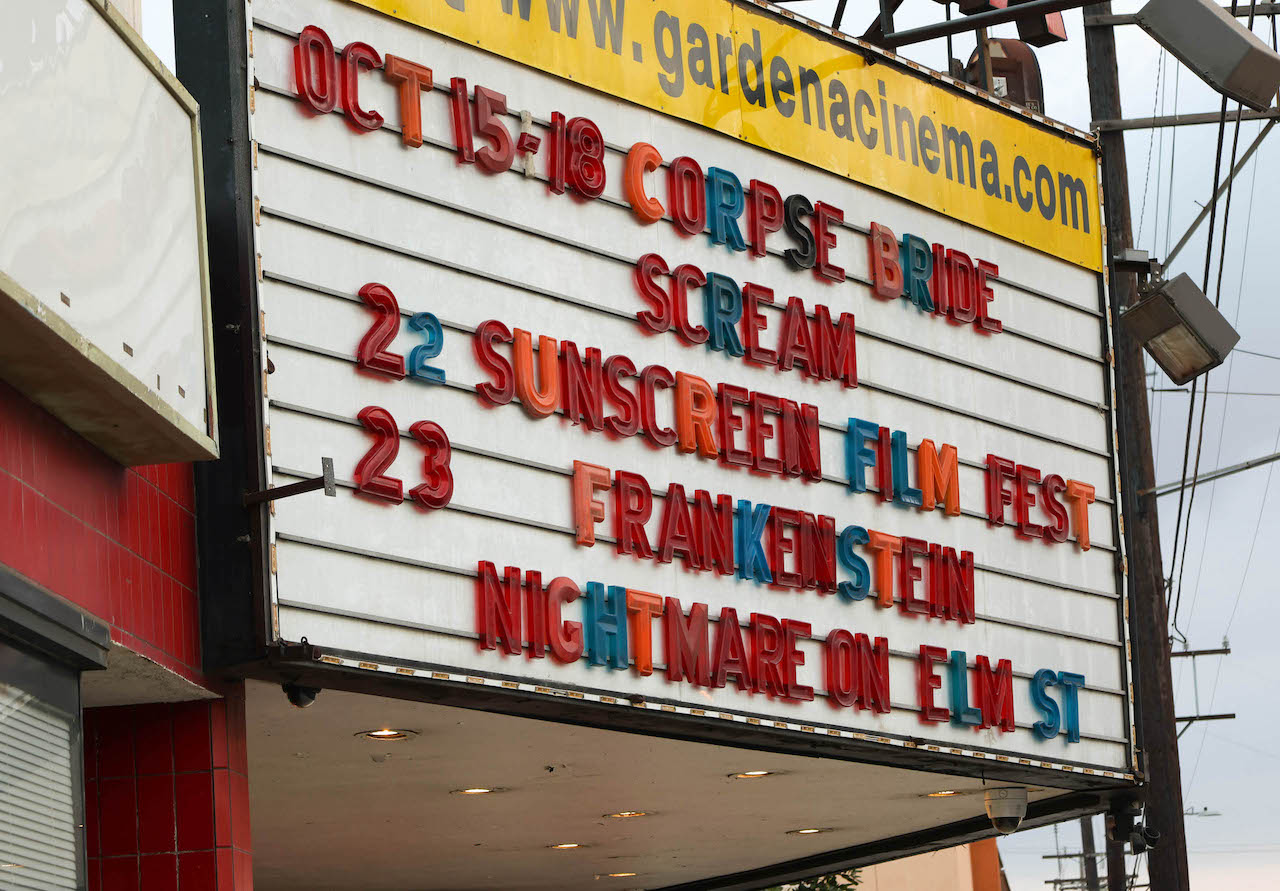 www.gardenacinema.com
OCT 15-18 CORPSE BRIDE
SCREAM
22 SUNSCREEN FILM FEST
23 FRANKENSTEIN
NIGHTMARE ON ELM ST